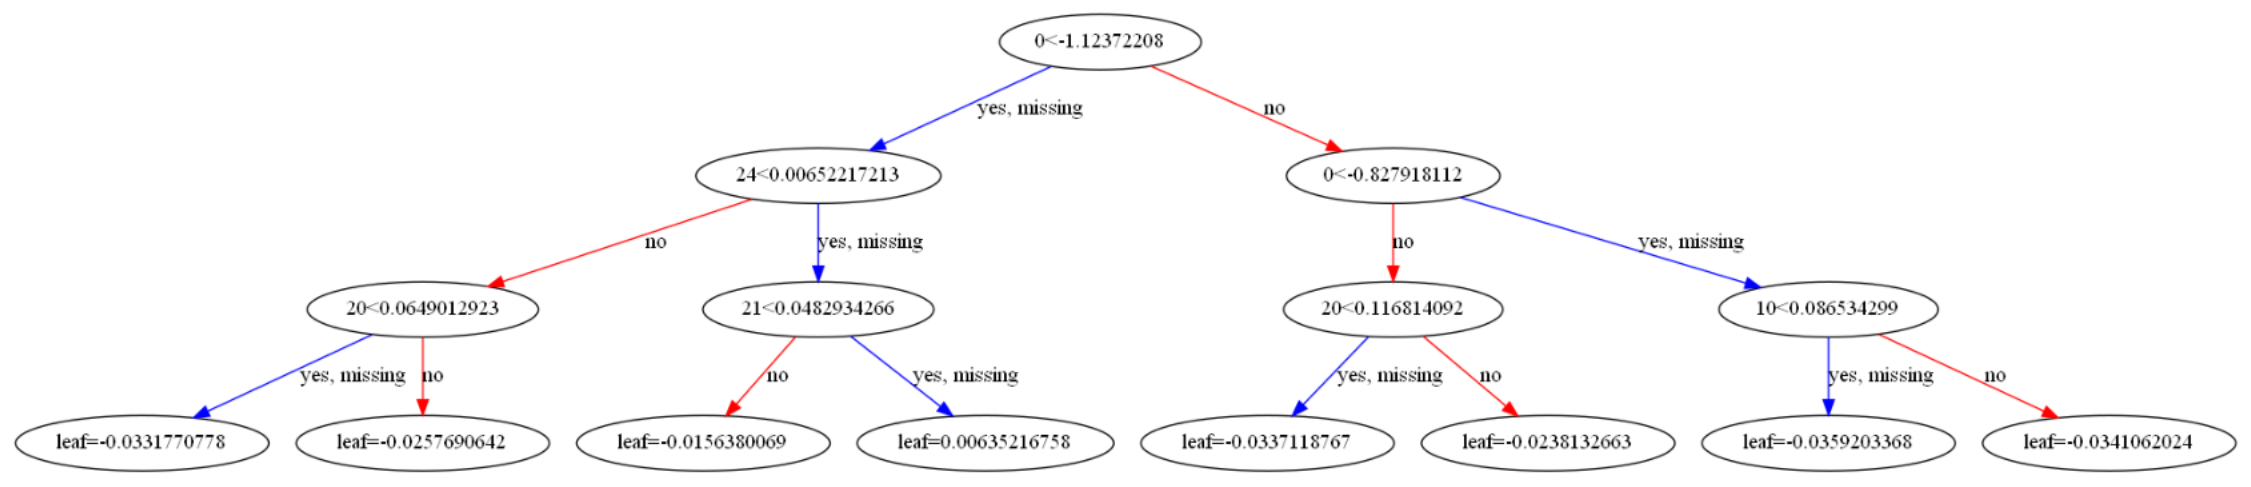 0<-1.12372208
yes, missing
no
24<0.00652217213
0<-0.827918112
no
yes, missing
no
yes, missing
20<0.0649012923
21<0.0482934266
20<0.116814092
10<0.086534299
yes, missing
no
no
yes, missing
yes, missing
no
yes, missing
no
leaf=-0.0331770778
leaf=-0.0257690642
leaf=-0.0156380069
leaf=0.00635216758
leaf=-0.0337118767
leaf=-0.0238132663
leaf=-0.0359203368
leaf=-0.0341062024